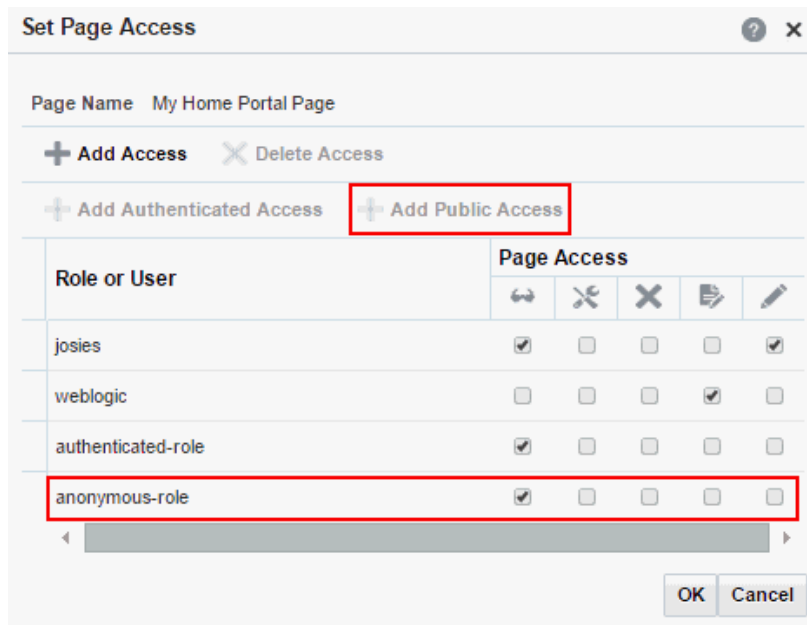 Set Page Access
Page Name My Home Portal Page
Add Access Delete Access
Add Authenticated Access Add Public Access
Role or User
Page Access
josies
weblogic
authenticated-role
anonymous-role
OK Cancel